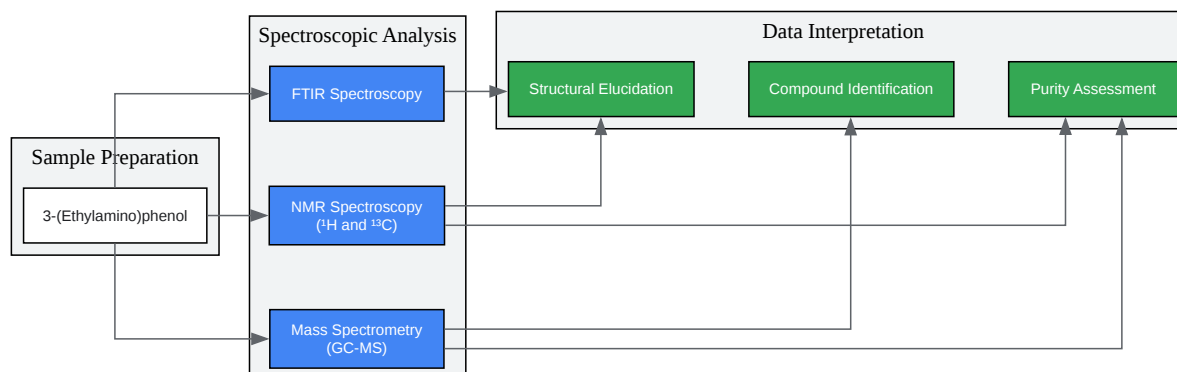 Spectroscopic Analysis
Data Interpretation
FTIR Spectroscopy
Structural Elucidation
Compound Identification
Purity Assessment
Sample Preparation
3-(Ethylamino)phenol
NMR Spectroscopy
(¹H and ¹³C)
Mass Spectrometry
(GC-MS)